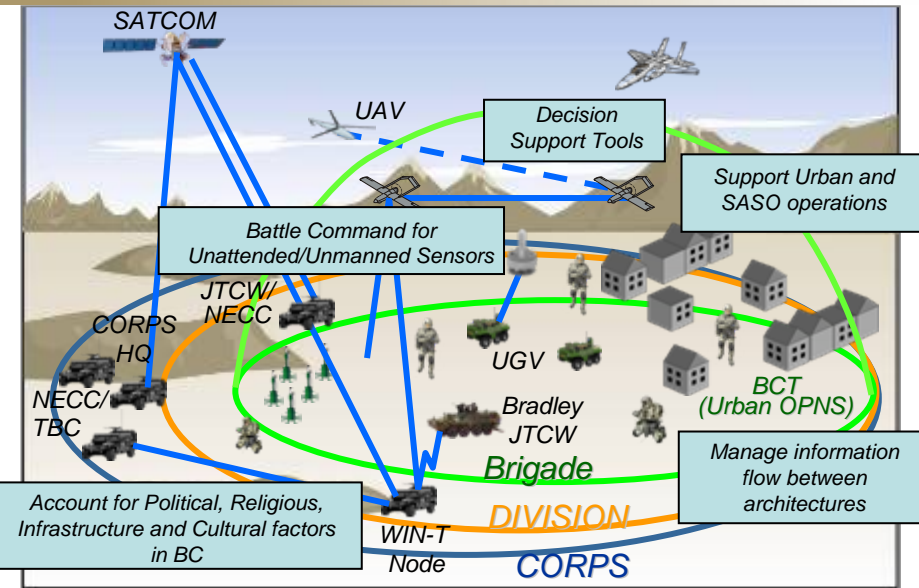 SATCOM
UAV
Decision
Support Tools
Support Urban and
SASO operations
Battle Command for
Unattended/Unmanned Sensors
JTCW/
NECC
CORPS
HQ
NECC/
TBC
UGV
BCT
(Urban OPNS)
Bradley
JTCW
Brigade
Manage information
flow between
architectures
Account for Political, Religious,
Infrastructure and Cultural factors
in BC
DIVISION
WIN-T
Node
CORPS